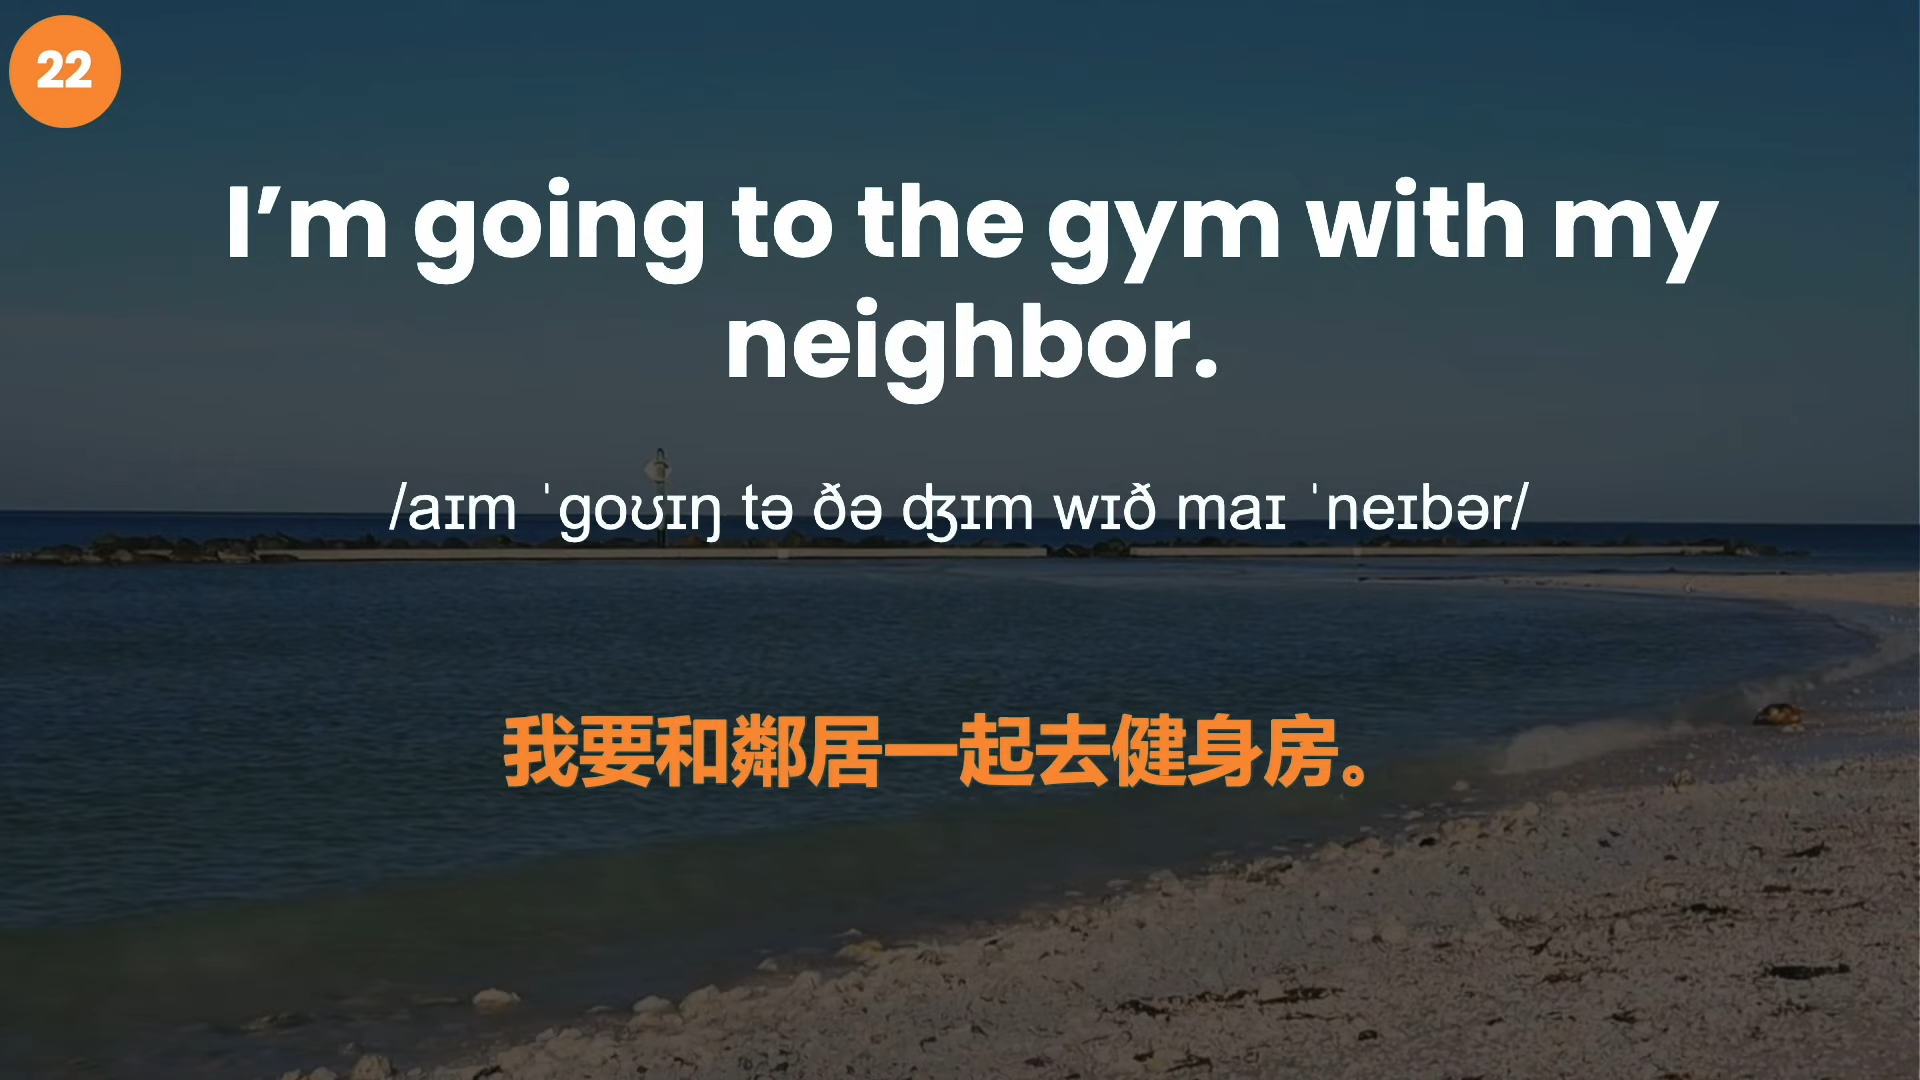 22
I’m going to the gym with my
neighbor.
/aɪm ˈgoʊɪŋ tə ðə ʤɪm wɪð maɪ ˈneɪbər/
我要和鄰居一起去健身房。